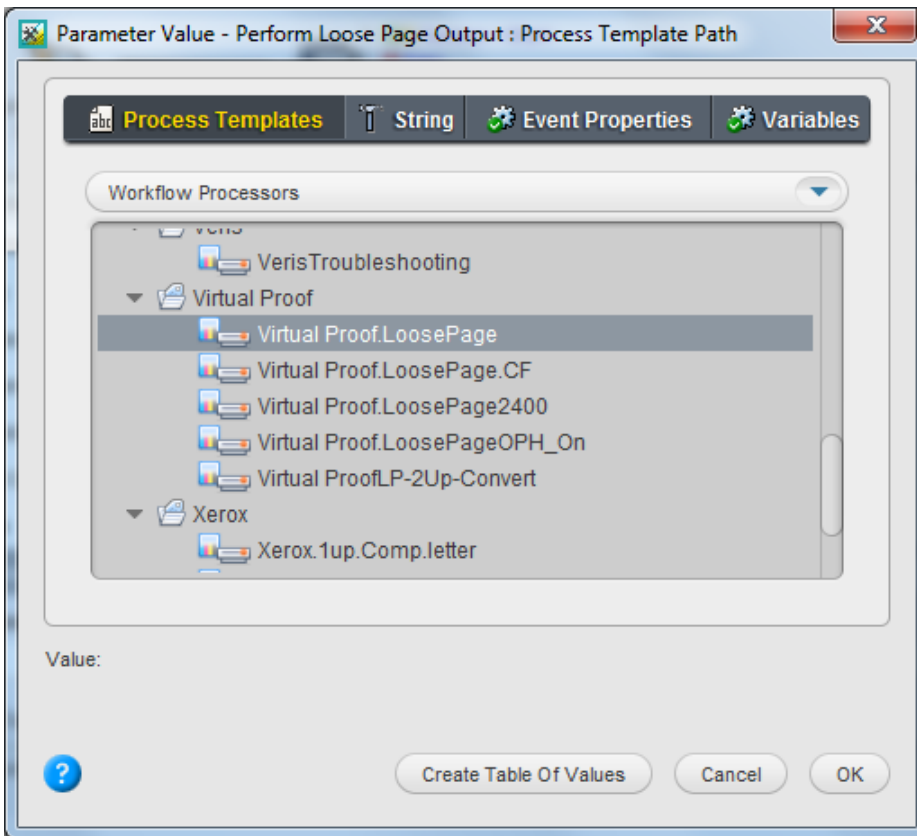 Parameter Value - Perform Loose Page Output : Process Template Path
abc Process Templates String Event Properties Variables
Workflow Processors
Veris
VerisTroubleshooting
Virtual Proof
Virtual Proof.LoosePage
Virtual Proof.LoosePage.CF
Virtual Proof.LoosePage2400
Virtual Proof.LoosePageOPH_On
Virtual ProofLP-2Up-Convert
Xerox
Xerox.1up.Comp.letter
Value:
? Create Table Of Values Cancel OK